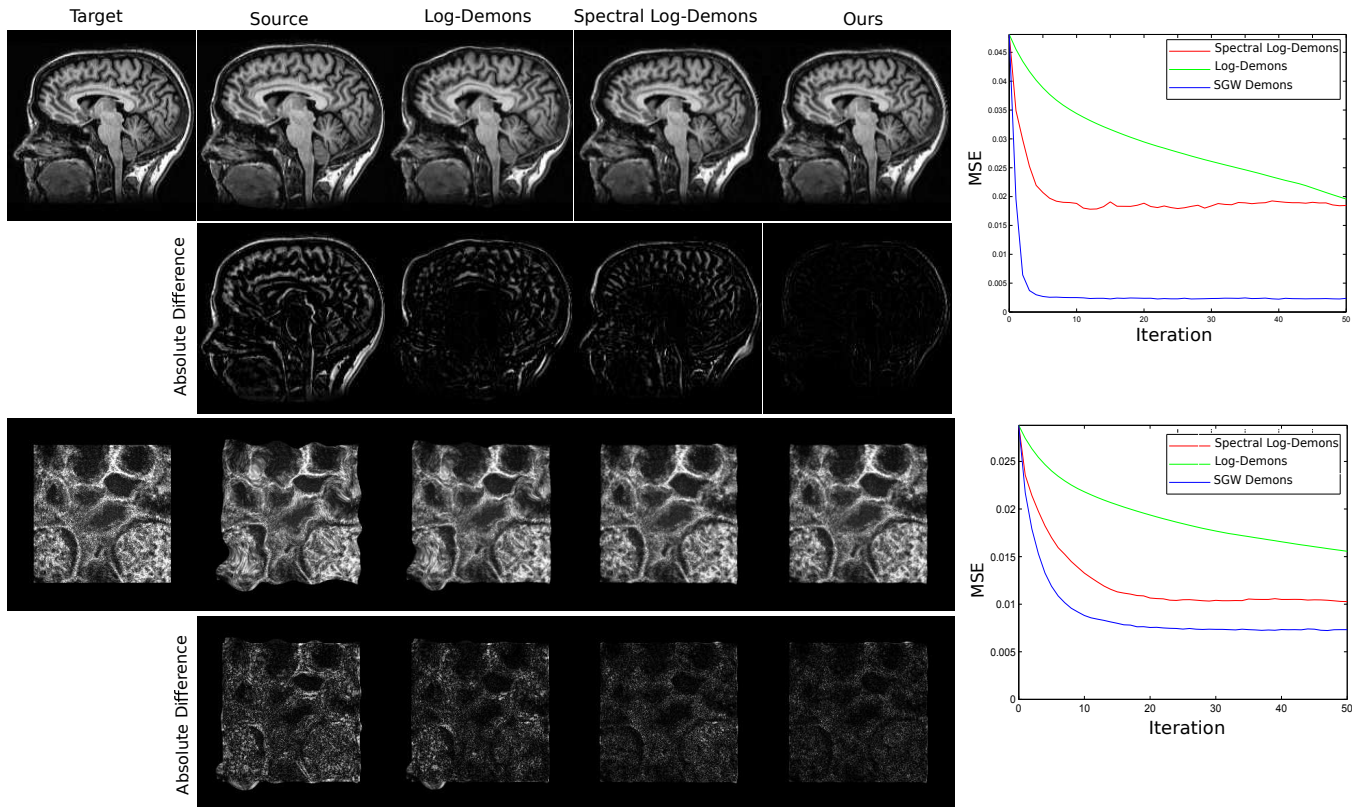 Target
Source
Log-Demons
Spectral Log-Demons
Ours
Absolute Difference
0.045
0.04
0.035
0.03
0.025
0.02
0.015
0.01
0.005
0
0
10
20
30
40
50
MSE
Iteration
Spectral Log-Demons
Log-Demons
SGW Demons
Absolute Difference
0.025
0.02
0.015
0.01
0.005
0
0
10
20
30
40
50
MSE
Iteration
Spectral Log-Demons
Log-Demons
SGW Demons